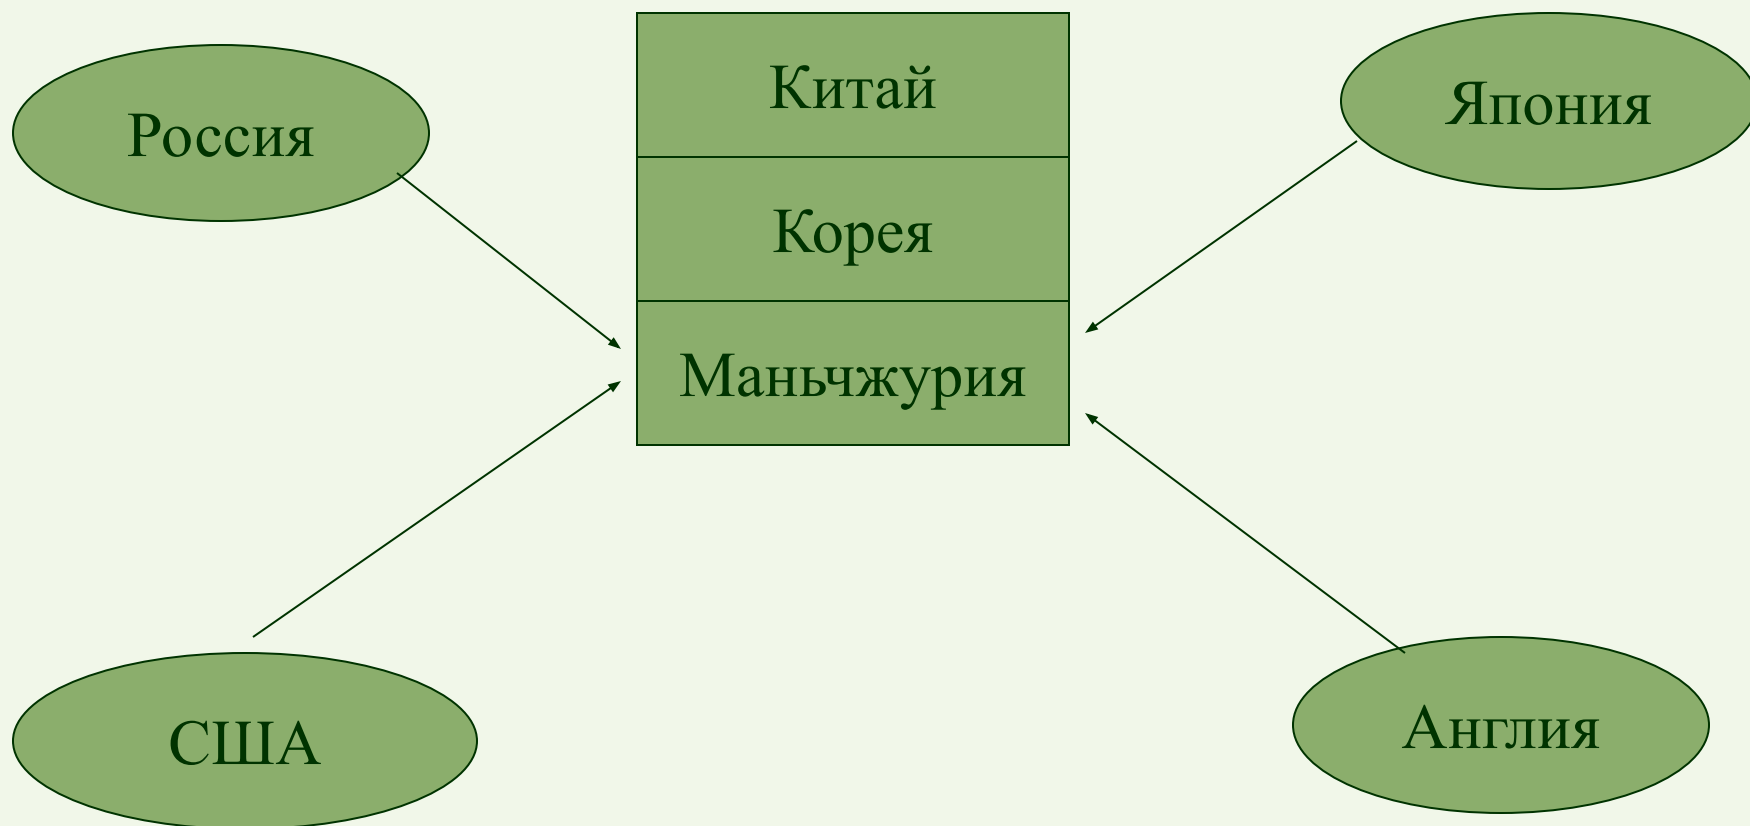 Россия
Китай
Япония
Корея
Маньчжурия
США
Англия